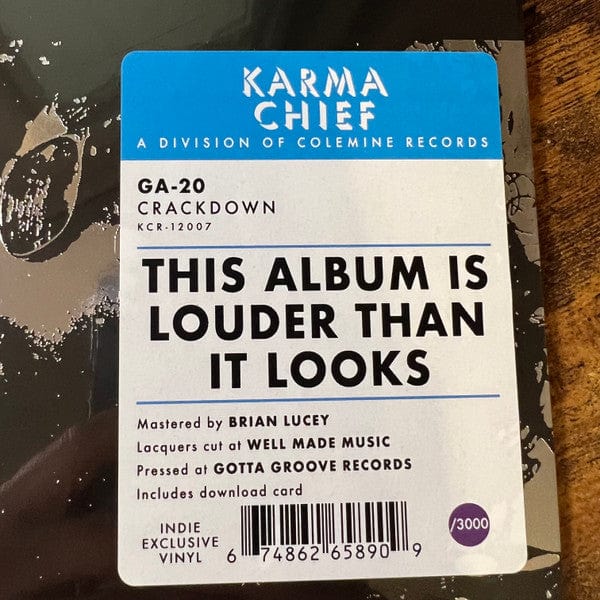 KARMA
CHIEF
A DIVISION OF COLEMINE RECORDS
GA-20
CRACKDOWN
KCR-12007
THIS ALBUM IS
LOUDER THAN
IT LOOKS
Mastered by BRIAN LUCEY
Lacquers cut at WELL MADE MUSIC
Pressed at GOTTA GROOVE RECORDS
Includes download card
INDIE
EXCLUSIVE
VINYL
6 74862 65890 9
/3000